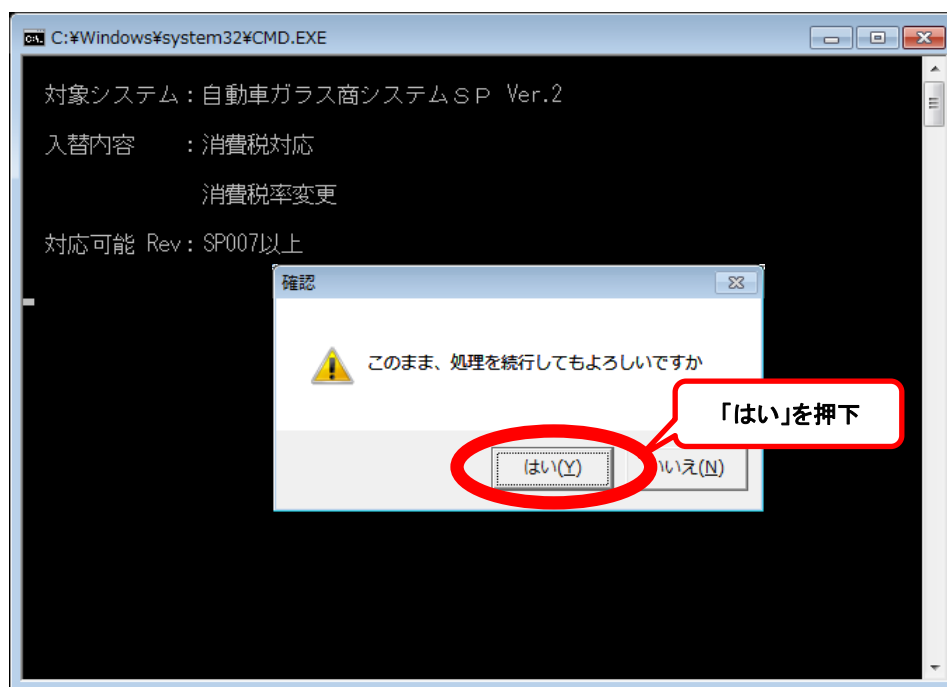 C:¥Windows¥system32¥CMD.EXE
対象システム：自動車ガラス商システムＳＰ Ver.2
入替内容　　：消費税対応
消費税率変更
対応可能 Rev：SP007以上
確認
このまま、処理を続行してもよろしいですか
「はい」を押下
はい(Y)
いいえ(N)